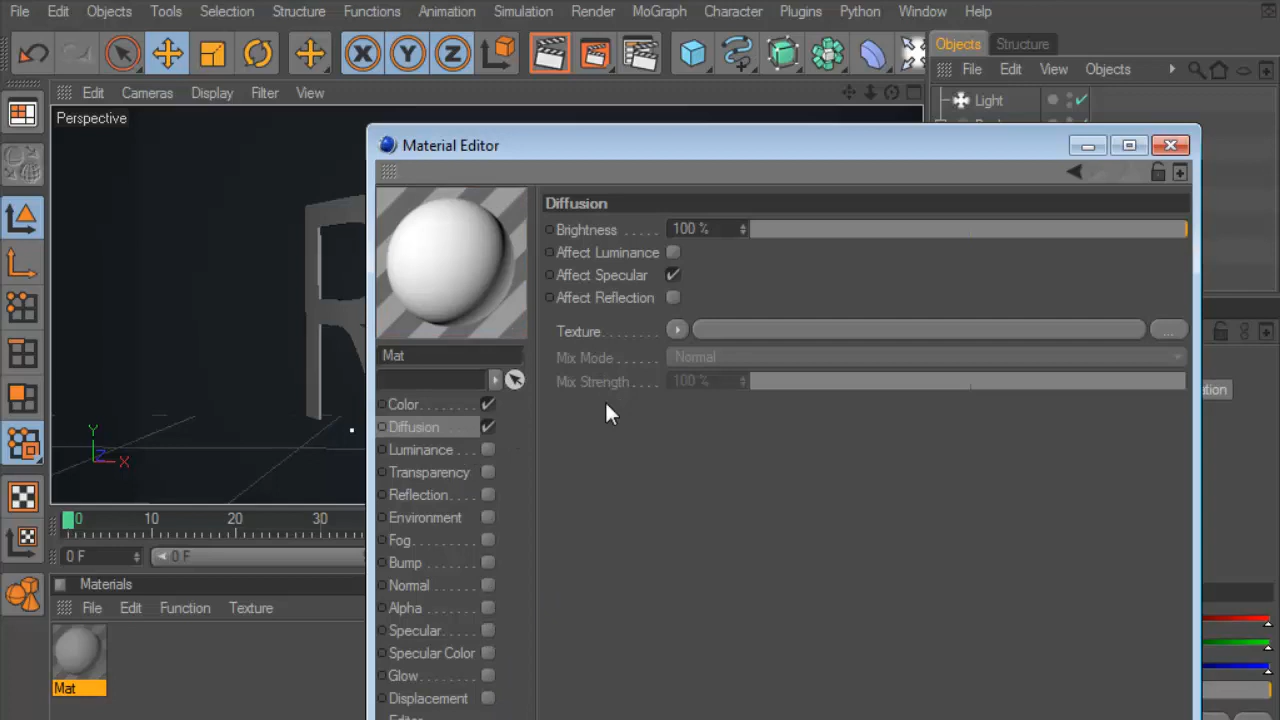 File Edit Objects Tools Selection Structure Functions Animation Simulation Render MoGraph Character Plugins Python Window Help
Objects Structure
File Edit View Objects
Edit Cameras Display Filter View
Light
Perspective
Material Editor
Diffusion
Brightness ..... 100 %
Affect Luminance
Affect Specular
Affect Reflection
Texture ........ ...
Mix Mode ...... Normal
Mix Strength .... 100 %
Mat
Color ........
Diffusion
Luminance ...
Transparency
Reflection ....
Environment
Fog ........
Bump .......
Normal ......
Alpha .......
Specular .....
Specular Color
Glow ........
Displacement
X Y Z
Y
Z
X
0 10 20 30
0 F 0 F
Materials
File Edit Function Texture
Mat